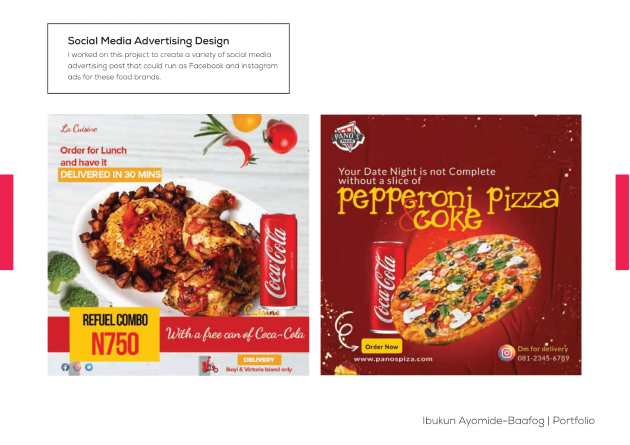 Social Media Advertising Design
I worked on this project to create a variety of social media
advertising post that could run as Facebook and instagram
ads for these food brands.
La Cuisine
Order for Lunch
and have it
DELIVERED IN 30 MINS
Coca-Cola
Cuisine
REFUEL COMBO
N750
With a free can of Coca-Cola
DELIVERY
Ikoyi & Victoria Island only
PANO'S
PIZZA
Your Date Night is not Complete
without a slice of
pepperoni pizza
&coke
Coca-Cola
Order Now
www.panospiza.com
Dm for delivery
081-2345-6789
Ibukun Ayomide-Baafog | Portfolio